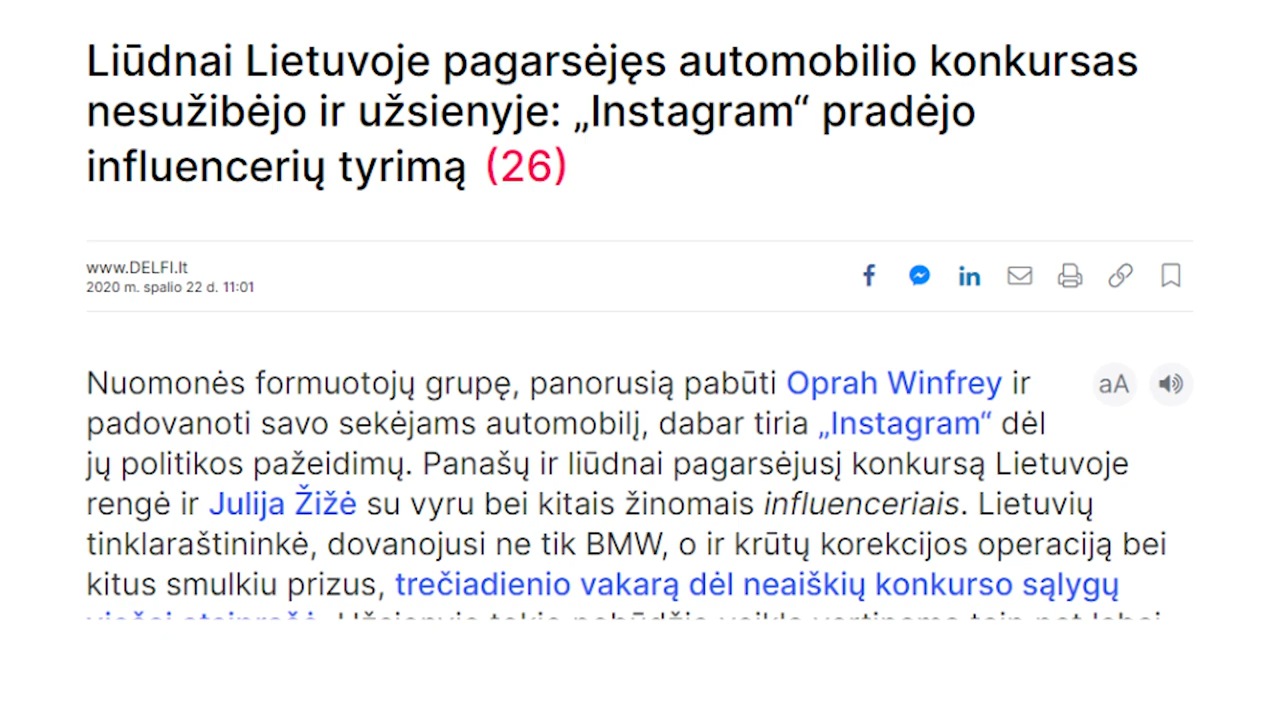 Liūdnai Lietuvoje pagarsėjęs automobilio konkursas
nesužibėjo ir užsienyje: „Instagram“ pradėjo
influencerių tyrimą (26)
www.DELFI.lt
2020 m. spalio 22 d. 11:01
f in
Nuomonės formuotojų grupę, panorusią pabūti Oprah Winfrey ir
aA
padovanoti savo sekėjams automobilį, dabar tiria „Instagram“ dėl
jų politikos pažeidimų. Panašų ir liūdnai pagarsėjusį konkursą Lietuvoje
rengė ir Julija Žižė su vyru bei kitais žinomais influenceriais. Lietuvių
tinklaraštininkė, dovanojusi ne tik BMW, o ir krūtų korekcijos operaciją bei
kitus smulkiu prizus, trečiadienio vakarą dėl neaiškių konkurso sąlygų